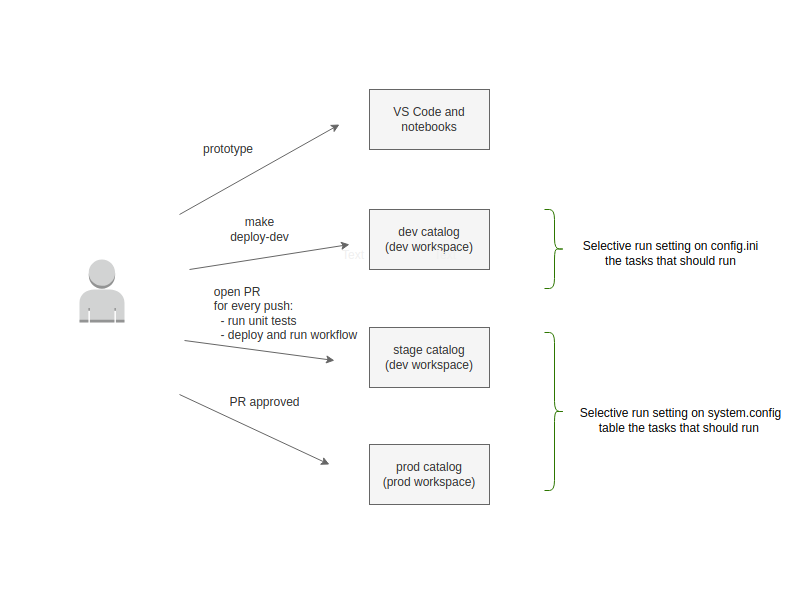 VS Code and
notebooks
prototype
make
deploy-dev
dev catalog
(dev workspace)
Text
Selective run setting on config.ini
the tasks that should run
open PR
for every push:
- run unit tests
- deploy and run workflow
stage catalog
(dev workspace)
PR approved
Selective run setting on system.config
table the tasks that should run
prod catalog
(prod workspace)